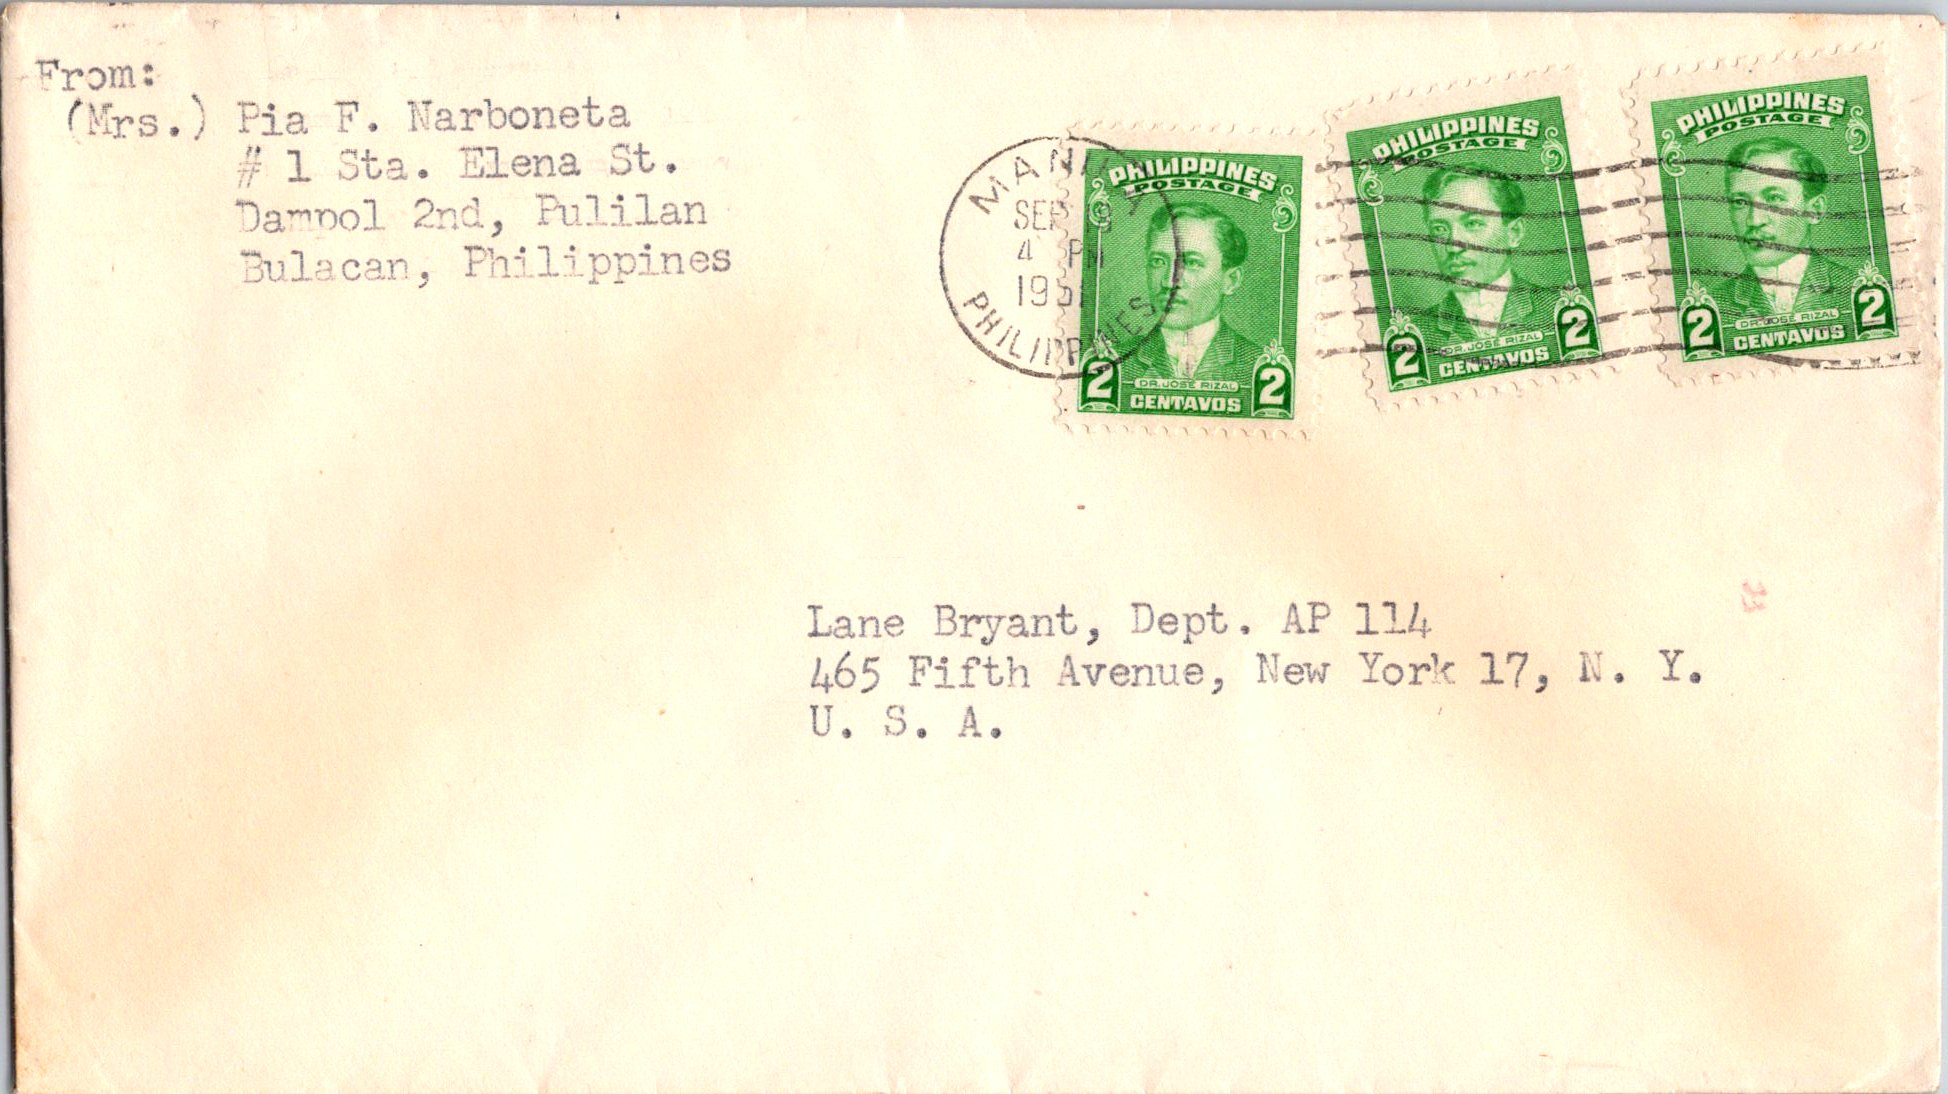 From:
(Mrs.) Pia F. Narboneta
# 1 Sta. Elena St.
Dampol 2nd, Pulilan
Bulacan, Philippines
MANILA
SEP 9
4 PM
PHILIPPINES
PHILIPPINES
POSTAGE
DR. JOSE RIZAL
2 CENTAVOS 2
PHILIPPINES
POSTAGE
DR. JOSE RIZAL
2 CENTAVOS 2
PHILIPPINES
POSTAGE
DR. JOSE RIZAL
2 CENTAVOS 2
Lane Bryant, Dept. AP 114
465 Fifth Avenue, New York 17, N. Y.
U. S. A.